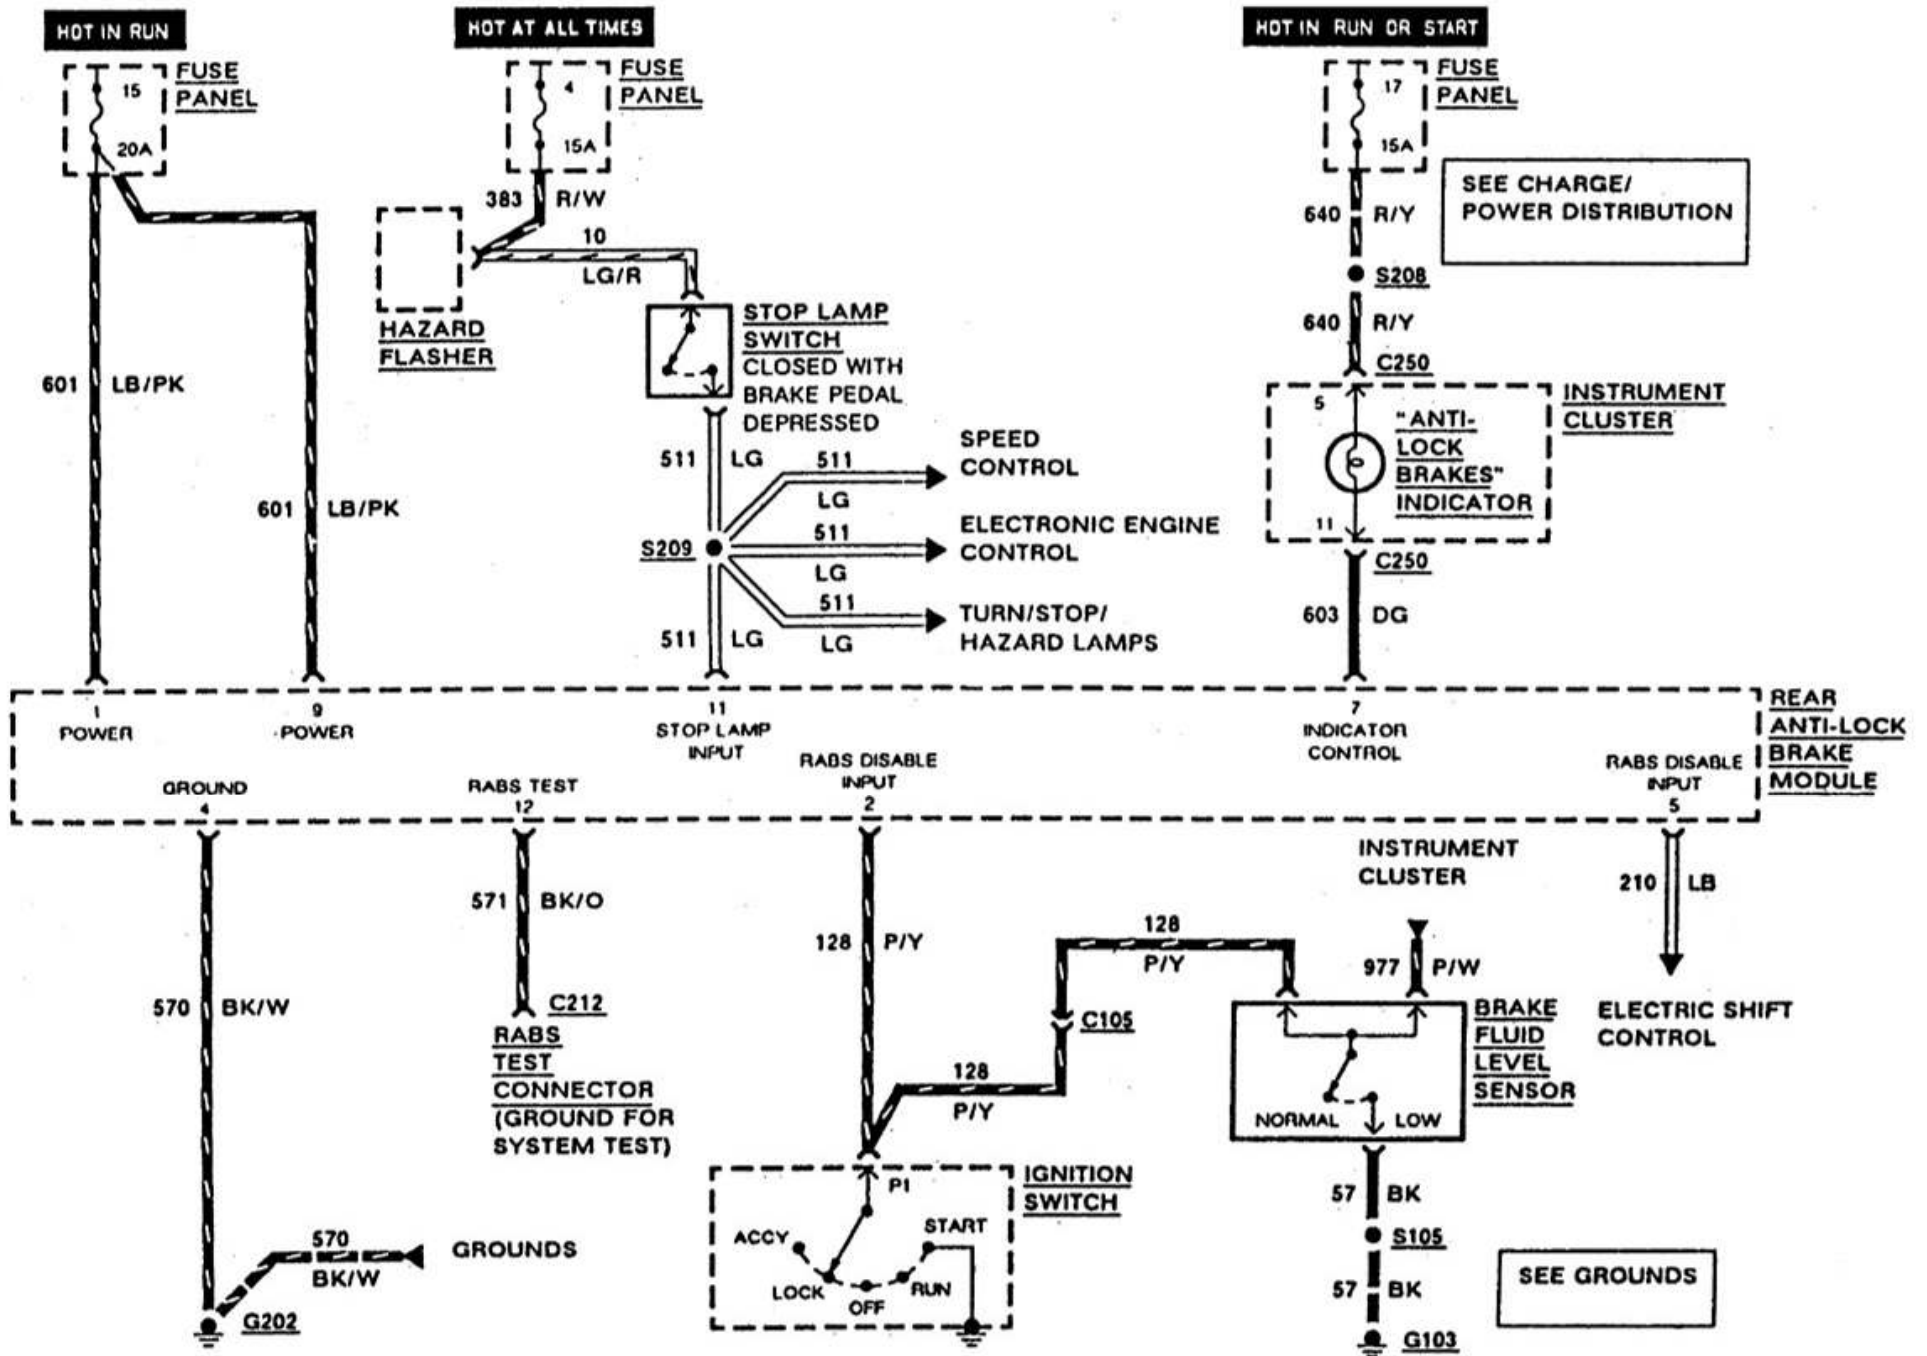 HOT IN RUN
HOT AT ALL TIMES
HOT IN RUN OR START
15
20A
FUSE
PANEL
4
15A
FUSE
PANEL
17
15A
FUSE
PANEL
SEE CHARGE/
POWER DISTRIBUTION
383 R/W
10
LG/R
HAZARD
FLASHER
640 R/Y
S208
640 R/Y
C250
STOP LAMP
SWITCH
CLOSED WITH
BRAKE PEDAL
DEPRESSED
601 LB/PK
601 LB/PK
5
"ANTI-
LOCK
BRAKES"
INDICATOR
11
INSTRUMENT
CLUSTER
C250
511 LG
511
LG
SPEED
CONTROL
S209
511
LG
ELECTRONIC ENGINE
CONTROL
511
LG
TURN/STOP/
HAZARD LAMPS
511 LG
603 DG
1
POWER
9
POWER
11
STOP LAMP
INPUT
7
INDICATOR
CONTROL
REAR
ANTI-LOCK
BRAKE
MODULE
GROUND
4
RABS TEST
12
RABS DISABLE
INPUT
2
RABS DISABLE
INPUT
5
570 BK/W
571 BK/O
C212
RABS
TEST
CONNECTOR
(GROUND FOR
SYSTEM TEST)
128 P/Y
128
P/Y
C105
128
P/Y
INSTRUMENT
CLUSTER
977 P/W
210 LB
ELECTRIC SHIFT
CONTROL
BRAKE
FLUID
LEVEL
SENSOR
NORMAL
LOW
P1
IGNITION
SWITCH
ACCY
LOCK
OFF
RUN
START
57 BK
S105
57 BK
G103
SEE GROUNDS
570
BK/W
GROUNDS
G202